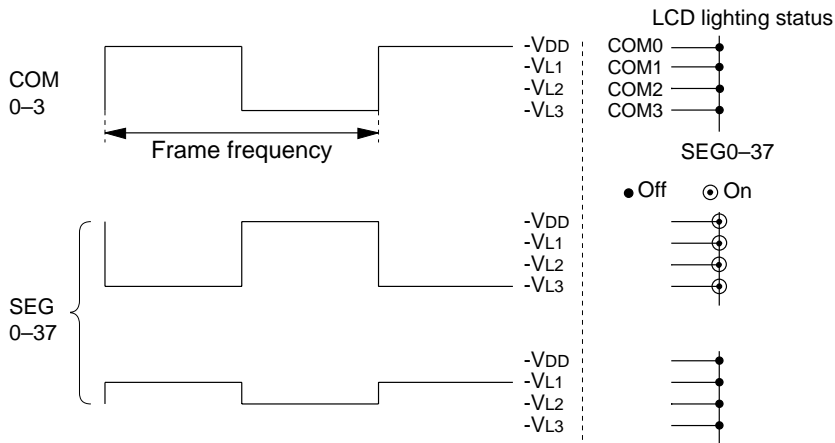 LCD lighting status
COM
0–3
-VDD
-VL1
-VL2
-VL3
COM0
COM1
COM2
COM3
Frame frequency
SEG0–37
Off
On
SEG
0–37
-VDD
-VL1
-VL2
-VL3
-VDD
-VL1
-VL2
-VL3